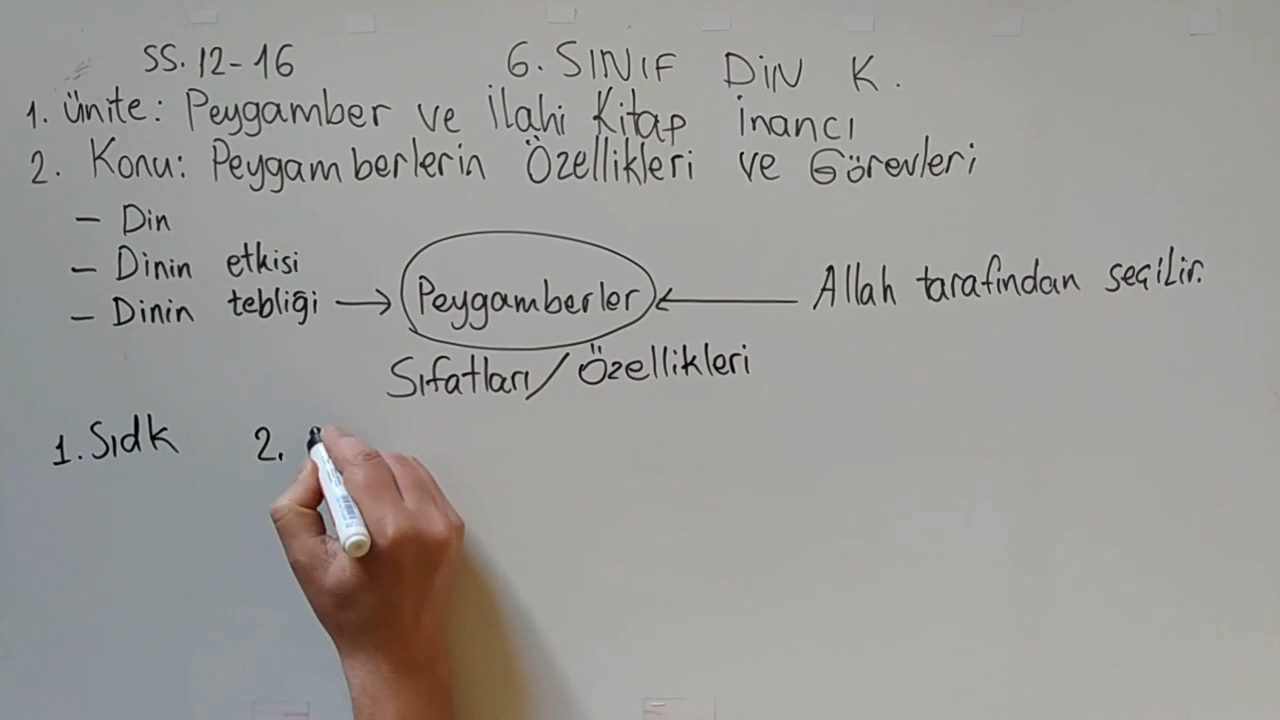 SS. 12-16 6. SINIF DİN K.
1. Ünite: Peygamber ve İlahi Kitap İnancı
2. Konu: Peygamberlerin Özellikleri ve Görevleri
- Din
- Dinin etkisi
- Dinin tebliği → Peygamberler ← Allah tarafından seçilir.
Sıfatları / Özellikleri
1. Sıdk 2.